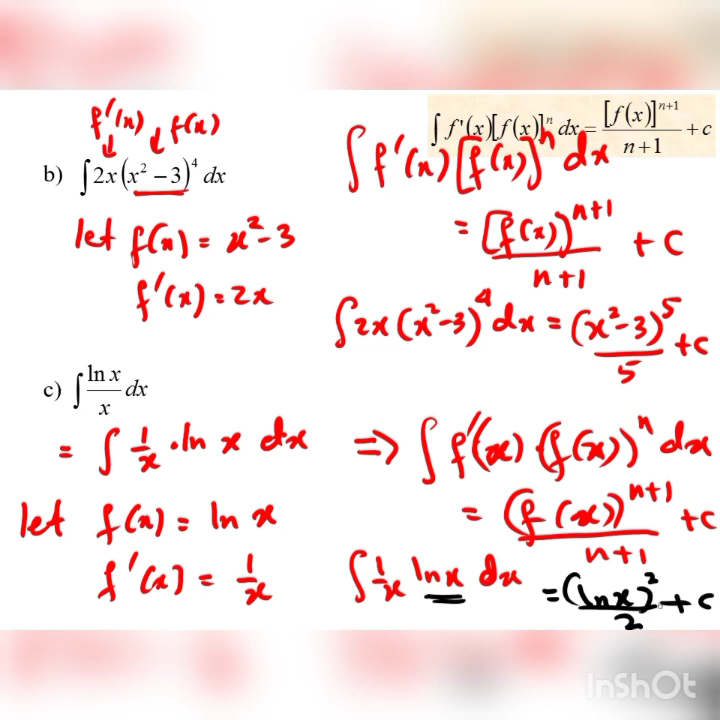 ∫ f'(x)[f(x)]ⁿ dx = [f(x)]ⁿ⁺¹ / n+1 + c
f'(x) f(x)
b) ∫ 2x(x² − 3)⁴ dx
let f(x) = x² - 3
f'(x) = 2x
∫ f'(x) [f(x)]ⁿ dx
= [f(x)]ⁿ⁺¹ / n+1 + c
∫ 2x (x²-3)⁴ dx = (x²-3)⁵ / 5 + c
c) ∫ ln x / x dx
= ∫ 1/x · ln x dx
let f(x) = ln x
f'(x) = 1/x
=> ∫ f'(x) · (f(x))ⁿ dx
= (f(x))ⁿ⁺¹ / n+1 + c
∫ 1/x ln x dx = (ln x)² / 2 + c
InShOt